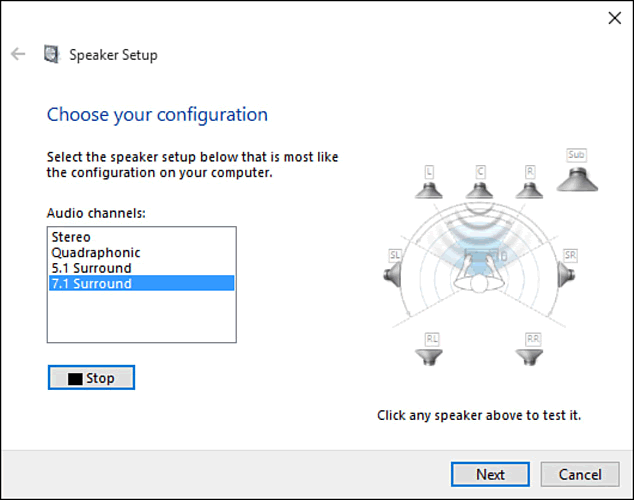 Speaker Setup
Choose your configuration
Select the speaker setup below that is most like
the configuration on your computer.
Audio channels:
Stereo
Quadraphonic
5.1 Surround
7.1 Surround
Stop
L
C
R
Sub
SL
SR
RL
RR
Click any speaker above to test it.
Next
Cancel